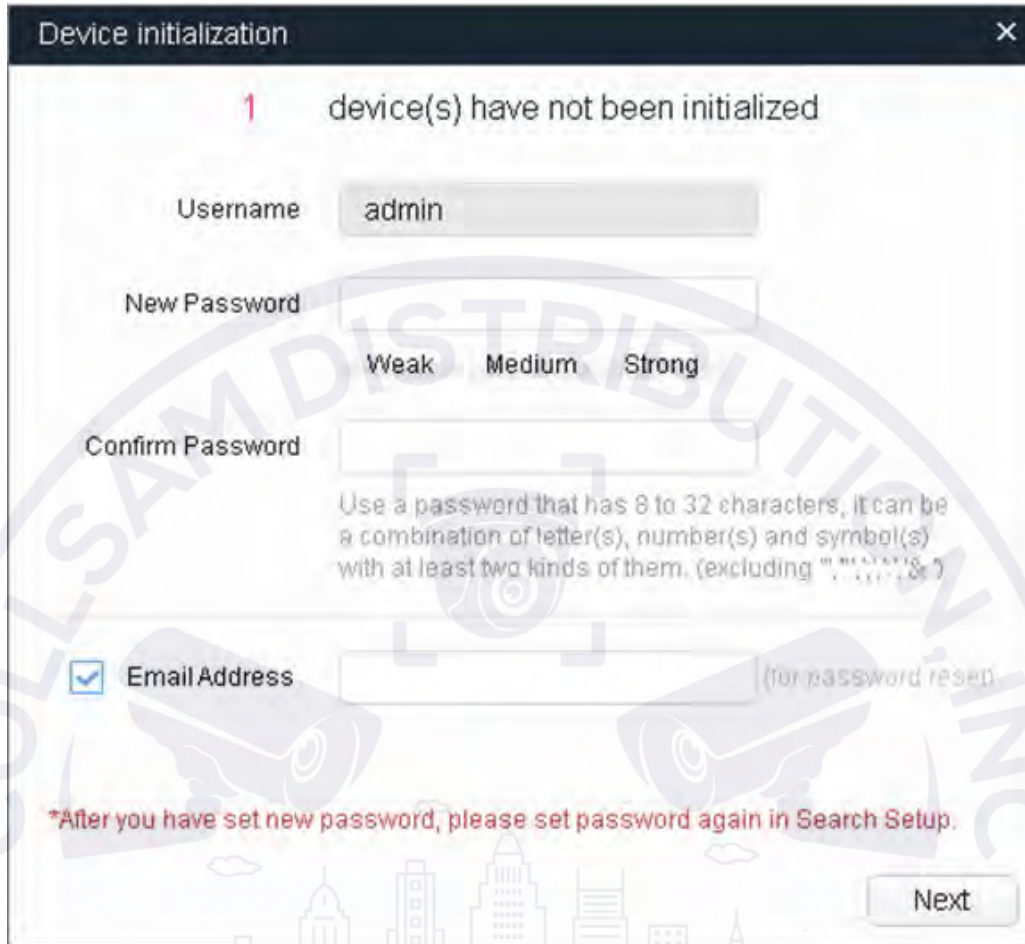 Device initialization
1 device(s) have not been initialized
Username admin
New Password
Weak Medium Strong
Confirm Password
Use a password that has 8 to 32 characters, it can be
a combination of letter(s), number(s) and symbol(s)
with at least two kinds of them. (excluding
Email Address (for password reset)
*After you have set new password, please set password again in Search Setup.
Next
SAM DISTRIBUTION, INC